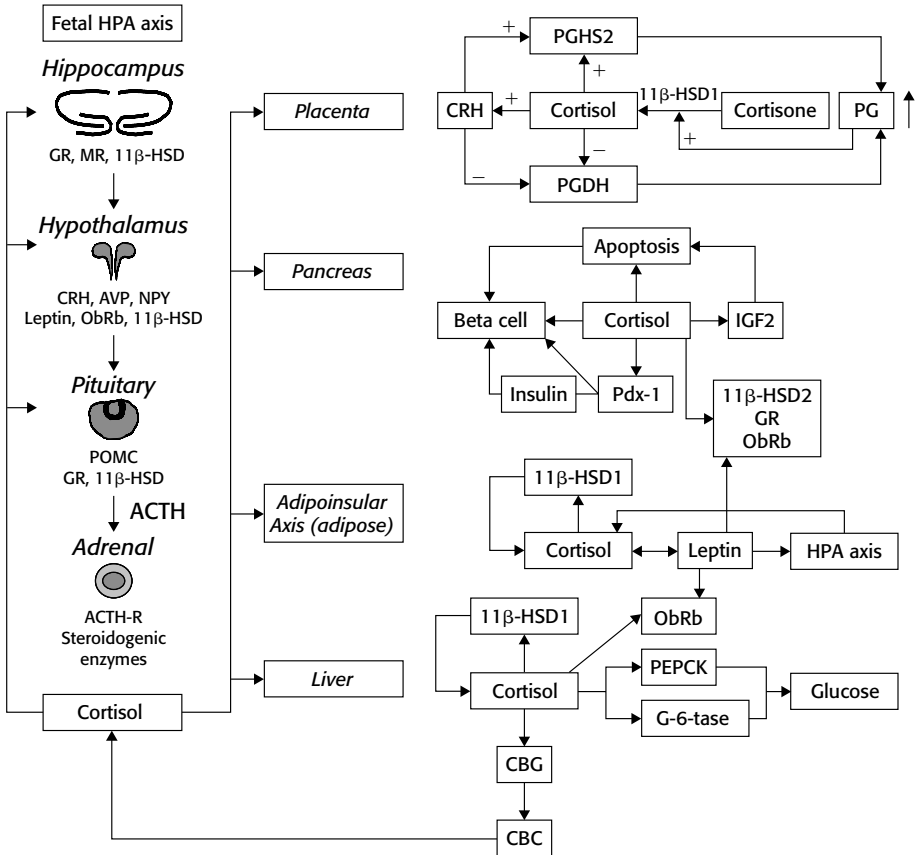 Fetal HPA axis
Hippocampus
GR, MR, 11β-HSD
Hypothalamus
CRH, AVP, NPY
Leptin, ObRb, 11β-HSD
Pituitary
POMC
GR, 11β-HSD
ACTH
Adrenal
ACTH-R
Steroidogenic
enzymes
Cortisol
Placenta
Pancreas
Adipoinsular
Axis (adipose)
Liver
PGHS2
+
+
CRH
+
Cortisol
11β-HSD1
Cortisone
PG
+
−
−
PGDH
Apoptosis
Beta cell
Cortisol
IGF2
Insulin
Pdx-1
11β-HSD2
GR
ObRb
11β-HSD1
Cortisol
Leptin
HPA axis
11β-HSD1
ObRb
Cortisol
PEPCK
G-6-tase
Glucose
CBG
CBC